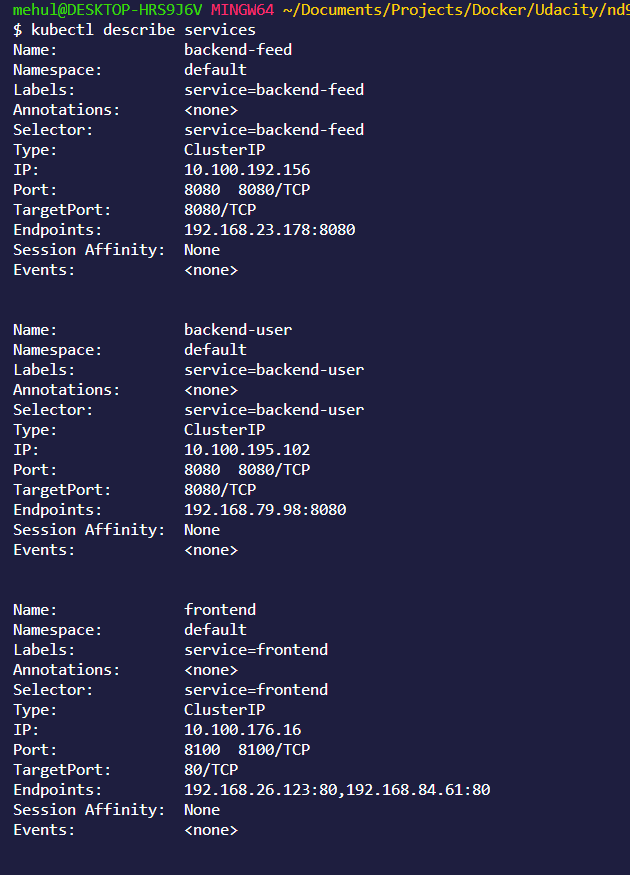 mehul@DESKTOP-HRS9J6V MINGW64 ~/Documents/Projects/Docker/Udacity/nd9
$ kubectl describe services
Name:              backend-feed
Namespace:         default
Labels:            service=backend-feed
Annotations:       <none>
Selector:          service=backend-feed
Type:              ClusterIP
IP:                10.100.192.156
Port:              8080  8080/TCP
TargetPort:        8080/TCP
Endpoints:         192.168.23.178:8080
Session Affinity:  None
Events:            <none>
Name:              backend-user
Namespace:         default
Labels:            service=backend-user
Annotations:       <none>
Selector:          service=backend-user
Type:              ClusterIP
IP:                10.100.195.102
Port:              8080  8080/TCP
TargetPort:        8080/TCP
Endpoints:         192.168.79.98:8080
Session Affinity:  None
Events:            <none>
Name:              frontend
Namespace:         default
Labels:            service=frontend
Annotations:       <none>
Selector:          service=frontend
Type:              ClusterIP
IP:                10.100.176.16
Port:              8100  8100/TCP
TargetPort:        80/TCP
Endpoints:         192.168.26.123:80,192.168.84.61:80
Session Affinity:  None
Events:            <none>